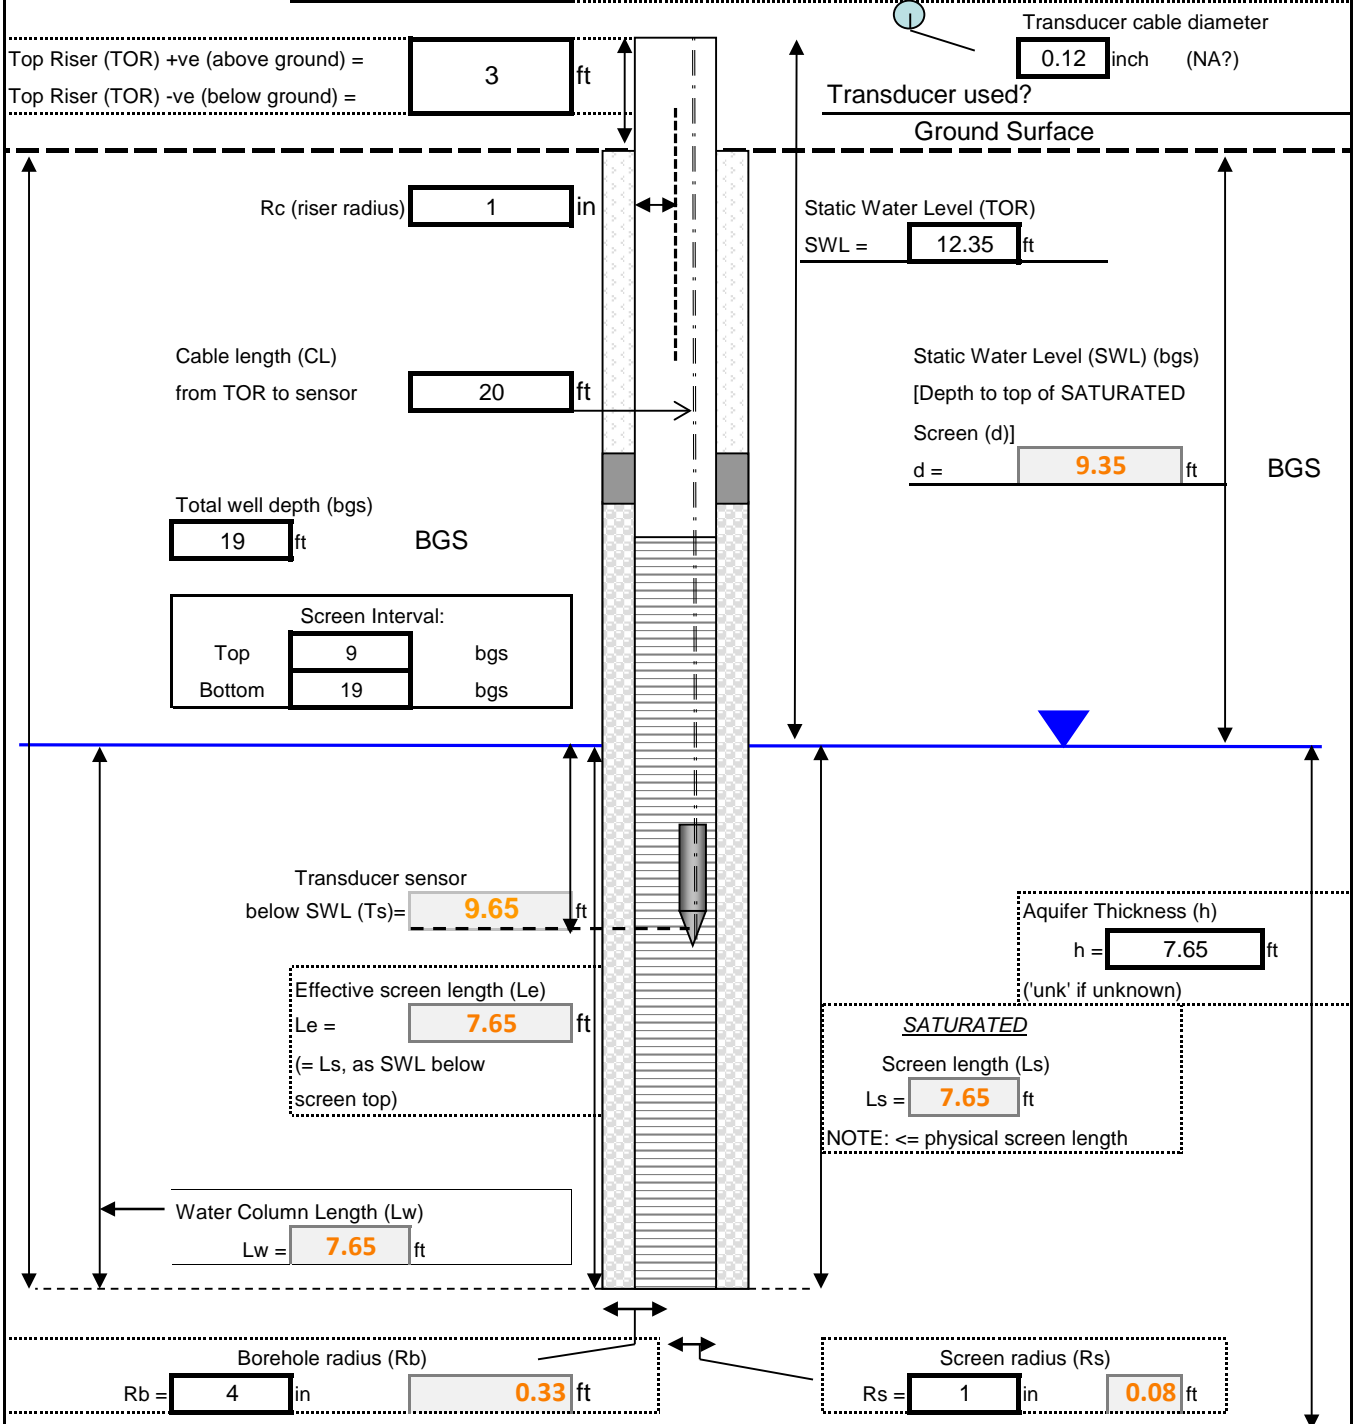 Transducer cable diameter
0.12 inch (NA?)
Top Riser (TOR) +ve (above ground) =
3 ft
Top Riser (TOR) -ve (below ground) =
Transducer used?
Ground Surface
Rc (riser radius) 1 in
Static Water Level (TOR)
SWL = 12.35 ft
Cable length (CL)
from TOR to sensor 20 ft
Static Water Level (SWL) (bgs)
[Depth to top of SATURATED
Screen (d)]
d = 9.35 ft BGS
Total well depth (bgs)
19 ft BGS
Screen Interval:
Top 9 bgs
Bottom 19 bgs
Transducer sensor
below SWL (Ts)= 9.65 ft
Aquifer Thickness (h)
h = 7.65 ft
('unk' if unknown)
Effective screen length (Le)
Le = 7.65 ft
(= Ls, as SWL below
screen top)
SATURATED
Screen length (Ls)
Ls = 7.65 ft
NOTE: <= physical screen length
Water Column Length (Lw)
Lw = 7.65 ft
Borehole radius (Rb)
Rb = 4 in 0.33 ft
Screen radius (Rs)
Rs = 1 in 0.08 ft